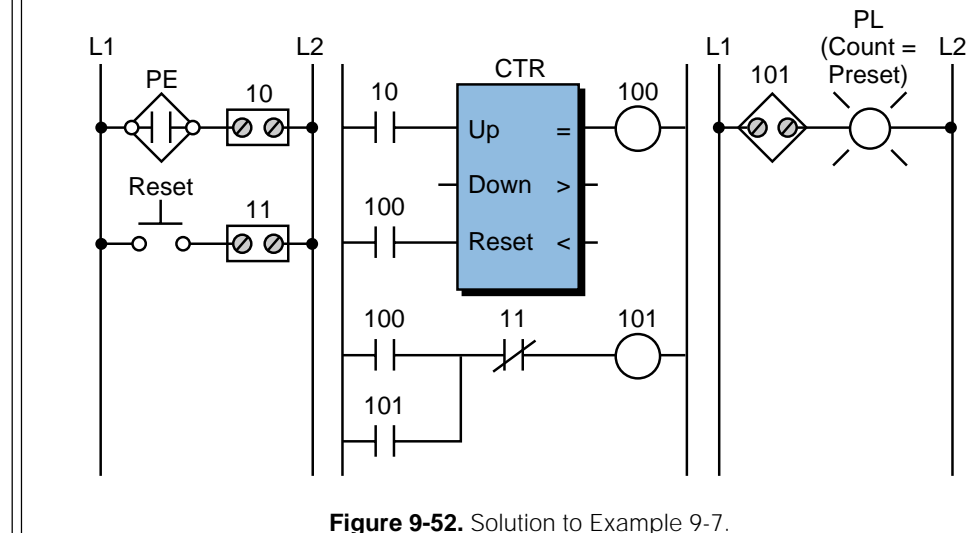 L1
L2
PE
10
Reset
11
10
CTR
100
Up
=
Down
>
100
Reset
<
100
11
101
101
L1
L2
101
PL
(Count =
Preset)
Figure 9-52. Solution to Example 9-7.